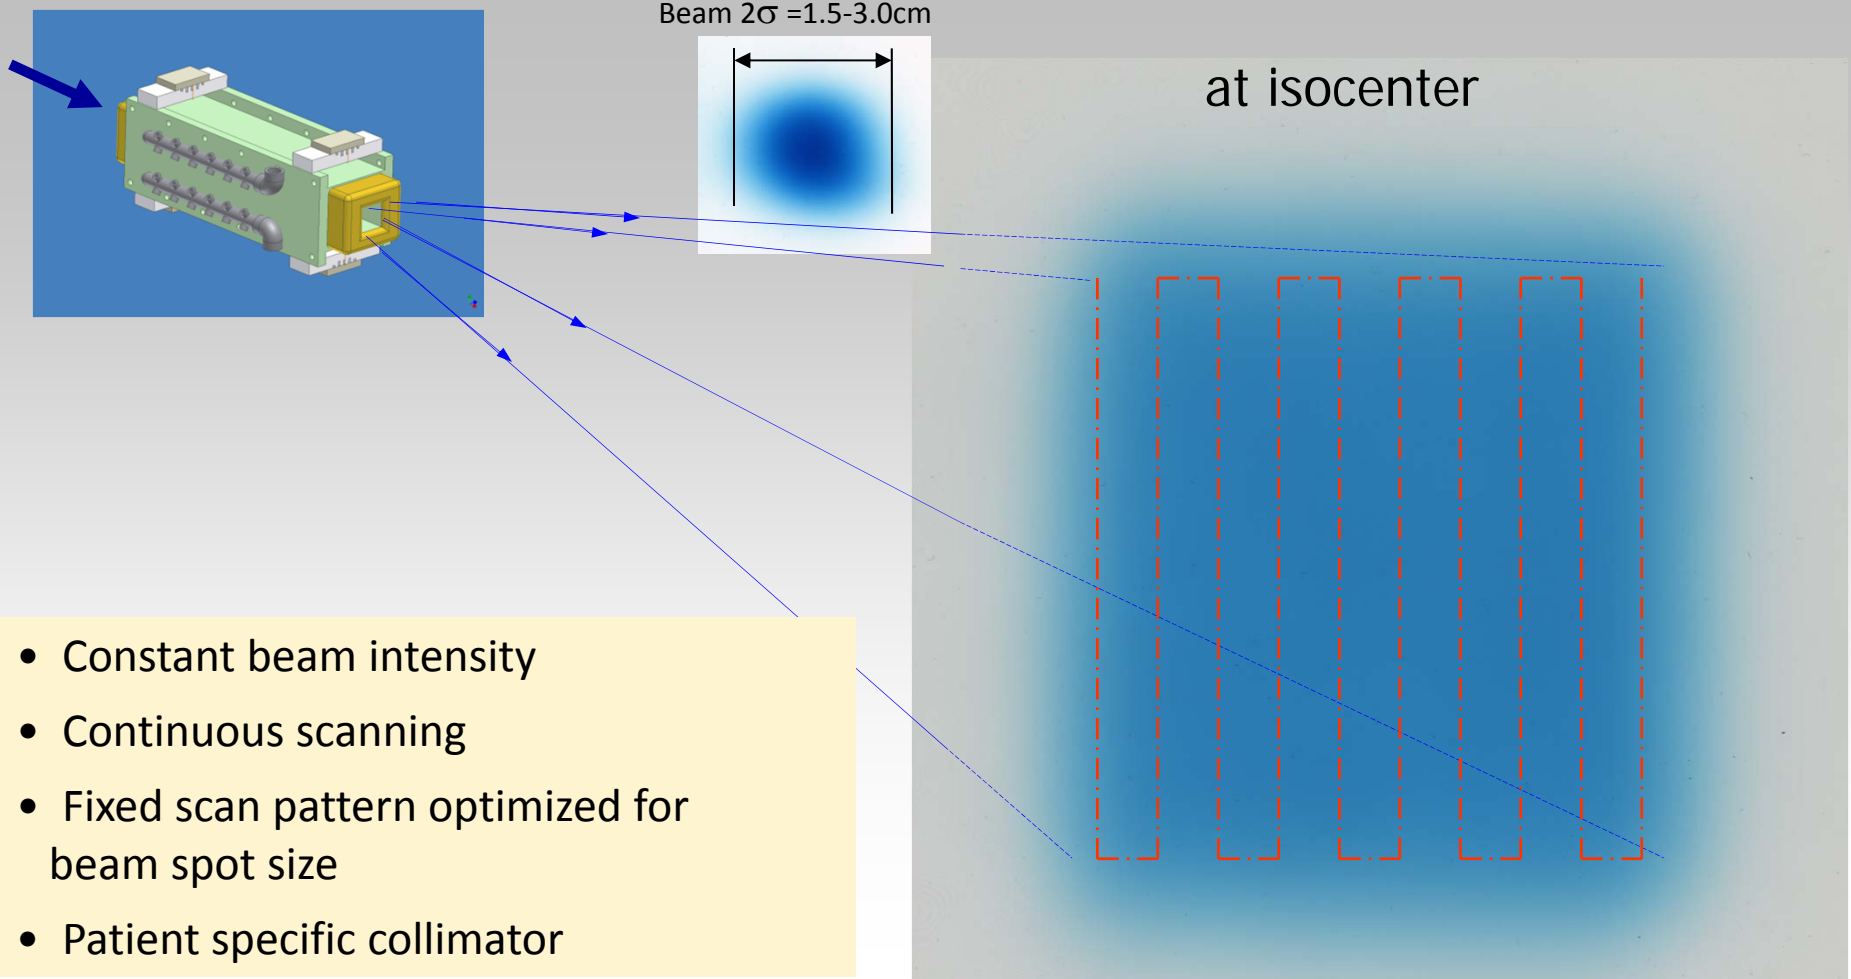 Beam 2σ =1.5-3.0cm
at isocenter
• Constant beam intensity
• Continuous scanning
• Fixed scan pattern optimized for
beam spot size
• Patient specific collimator